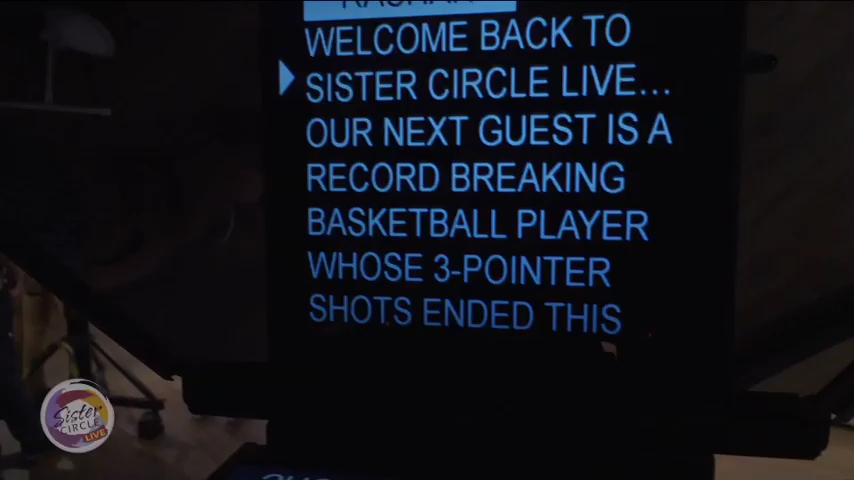 WELCOME BACK TO
SISTER CIRCLE LIVE...
OUR NEXT GUEST IS A
RECORD BREAKING
BASKETBALL PLAYER
WHOSE 3-POINTER
SHOTS ENDED THIS
Sister
CIRCLE
LIVE